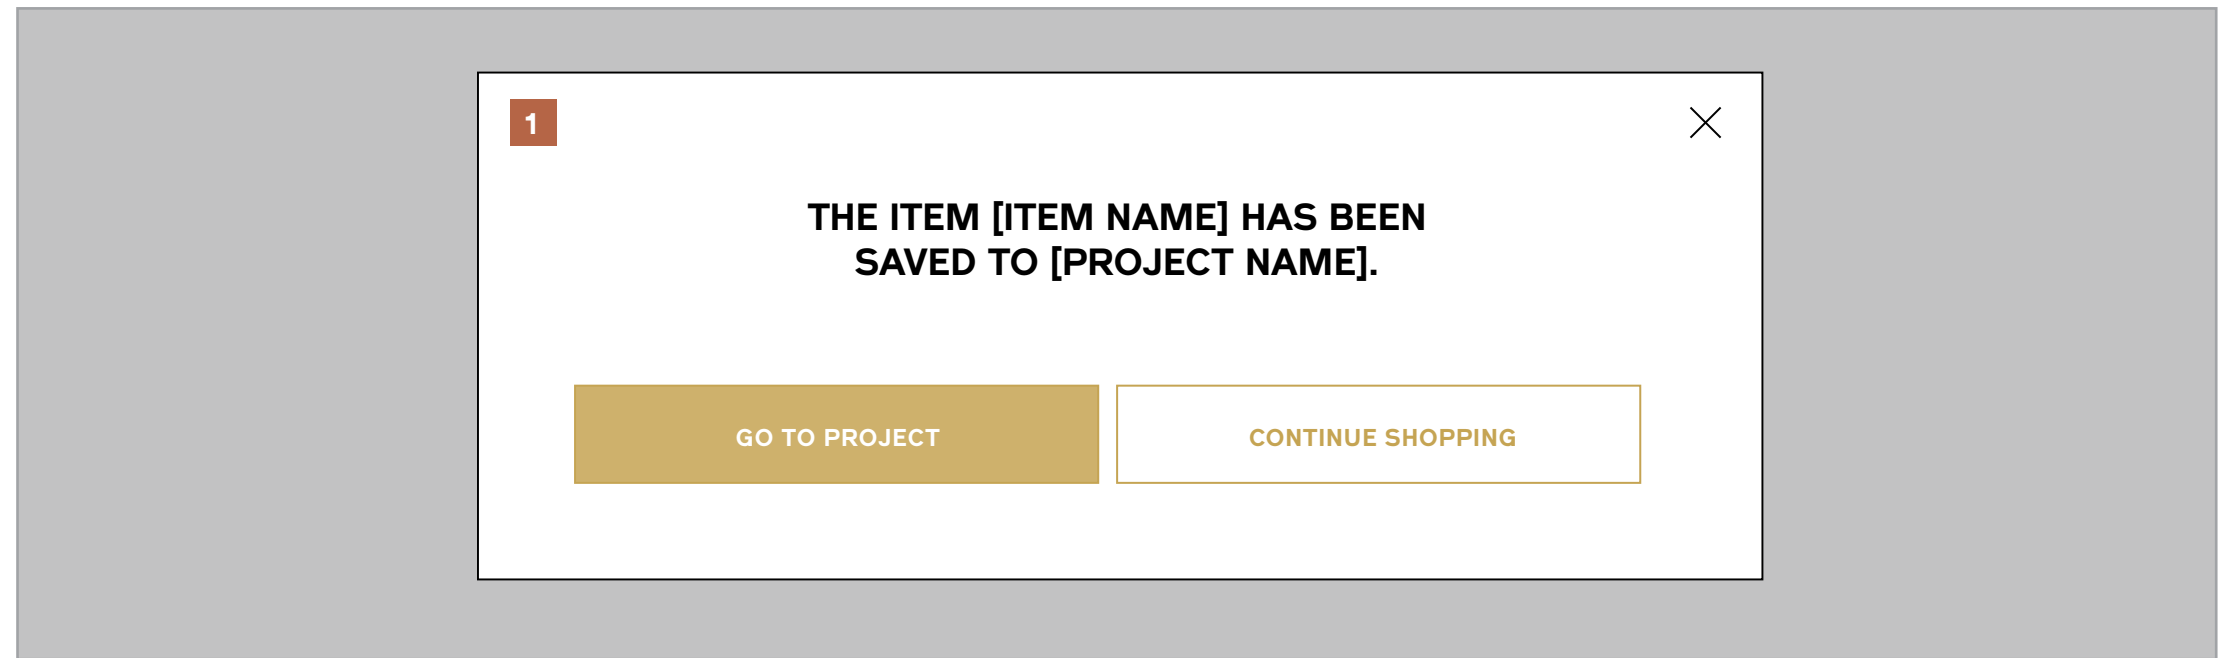 1
THE ITEM [ITEM NAME] HAS BEEN
SAVED TO [PROJECT NAME].
GO TO PROJECT
CONTINUE SHOPPING